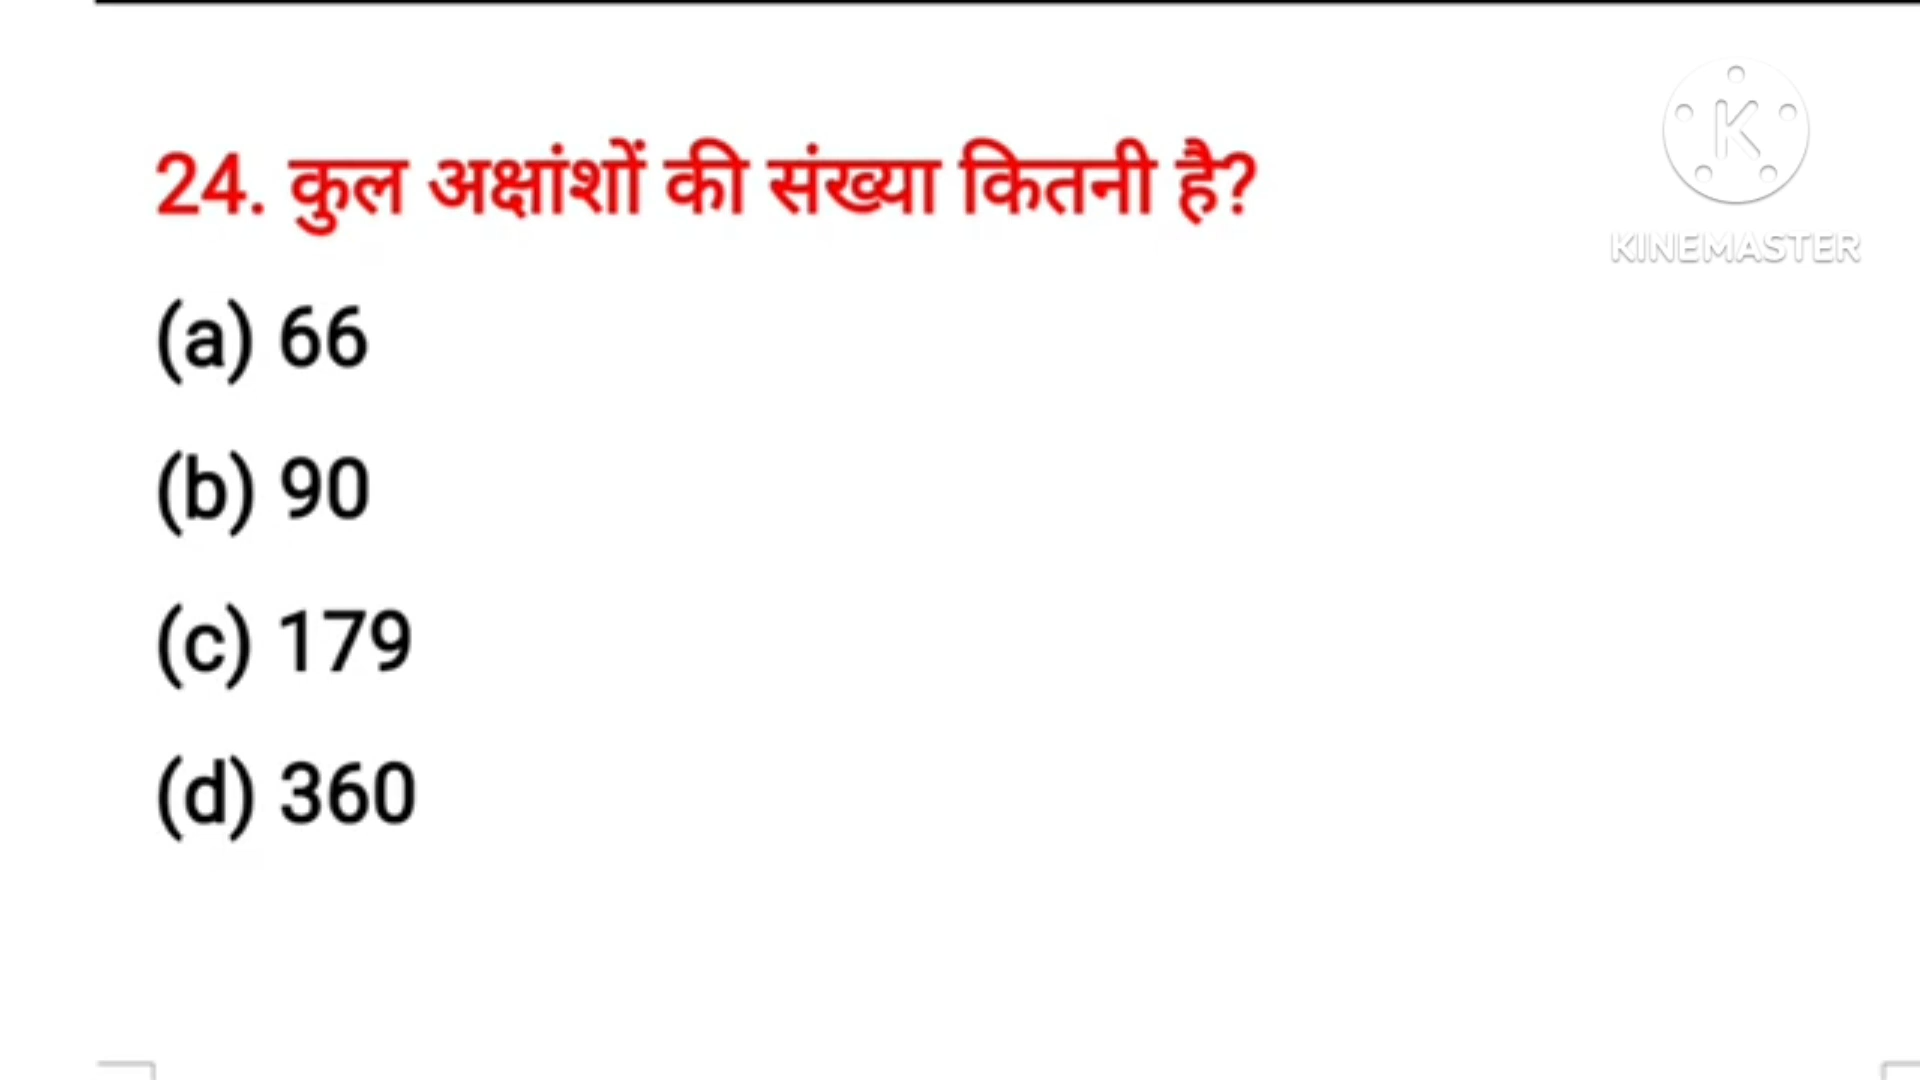 24. कुल अक्षांशों की संख्या कितनी है?
(a) 66
(b) 90
(c) 179
(d) 360
K
KINEMASTER